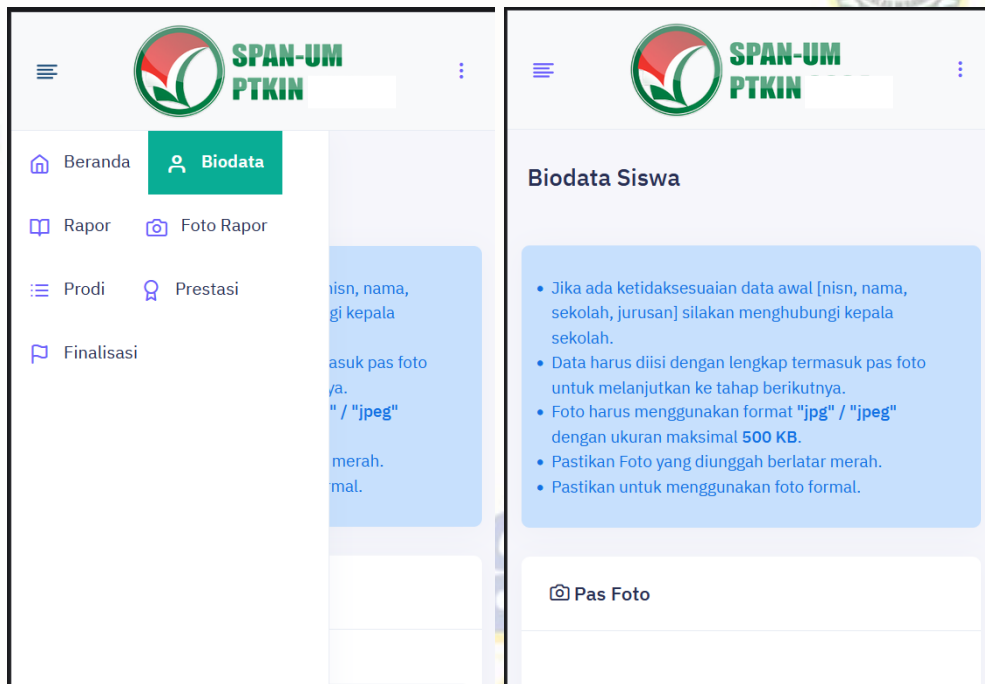 SPAN-UM
PTKIN
Beranda
Biodata
Rapor
Foto Rapor
Prodi
Prestasi
Finalisasi
nisn, nama,
gi kepala
asuk pas foto
ya.
" / "jpeg"
merah.
mal.
SPAN-UM
PTKIN
Biodata Siswa
• Jika ada ketidaksesuaian data awal [nisn, nama,
sekolah, jurusan] silakan menghubungi kepala
sekolah.
• Data harus diisi dengan lengkap termasuk pas foto
untuk melanjutkan ke tahap berikutnya.
• Foto harus menggunakan format "jpg" / "jpeg"
dengan ukuran maksimal 500 KB.
• Pastikan Foto yang diunggah berlatar merah.
• Pastikan untuk menggunakan foto formal.
Pas Foto